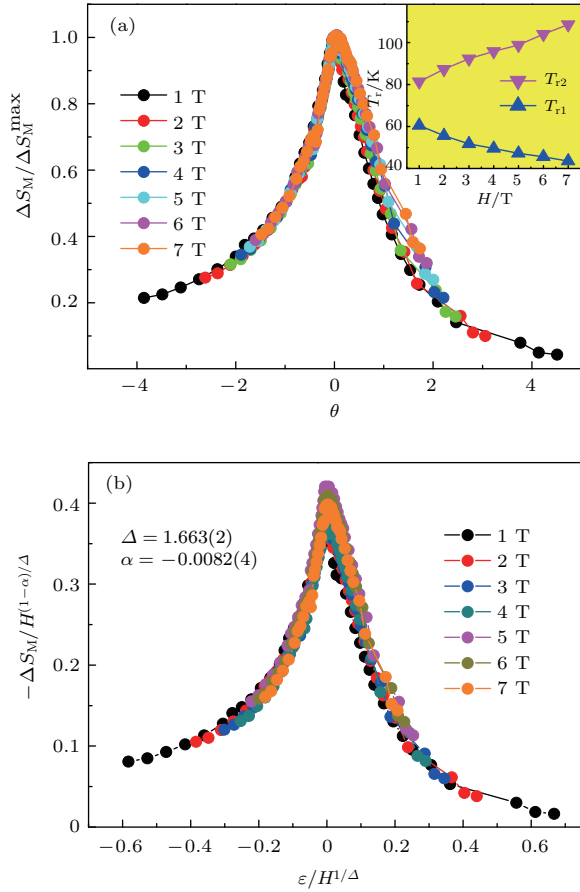 (a)
ΔS_M/ΔS_M^max
1.0
0.8
0.6
0.4
0.2
1 T
2 T
3 T
4 T
5 T
6 T
7 T
−4 −2 0 2 4
θ
T_r/K
100
80
60
40
T_r2
T_r1
1 2 3 4 5 6 7
H/T
(b)
−ΔS_M/H^(1−α)/Δ
0.4
0.3
0.2
0.1
0
Δ = 1.663(2)
α = −0.0082(4)
1 T
2 T
3 T
4 T
5 T
6 T
7 T
−0.6 −0.4 −0.2 0 0.2 0.4 0.6
ε/H^1/Δ